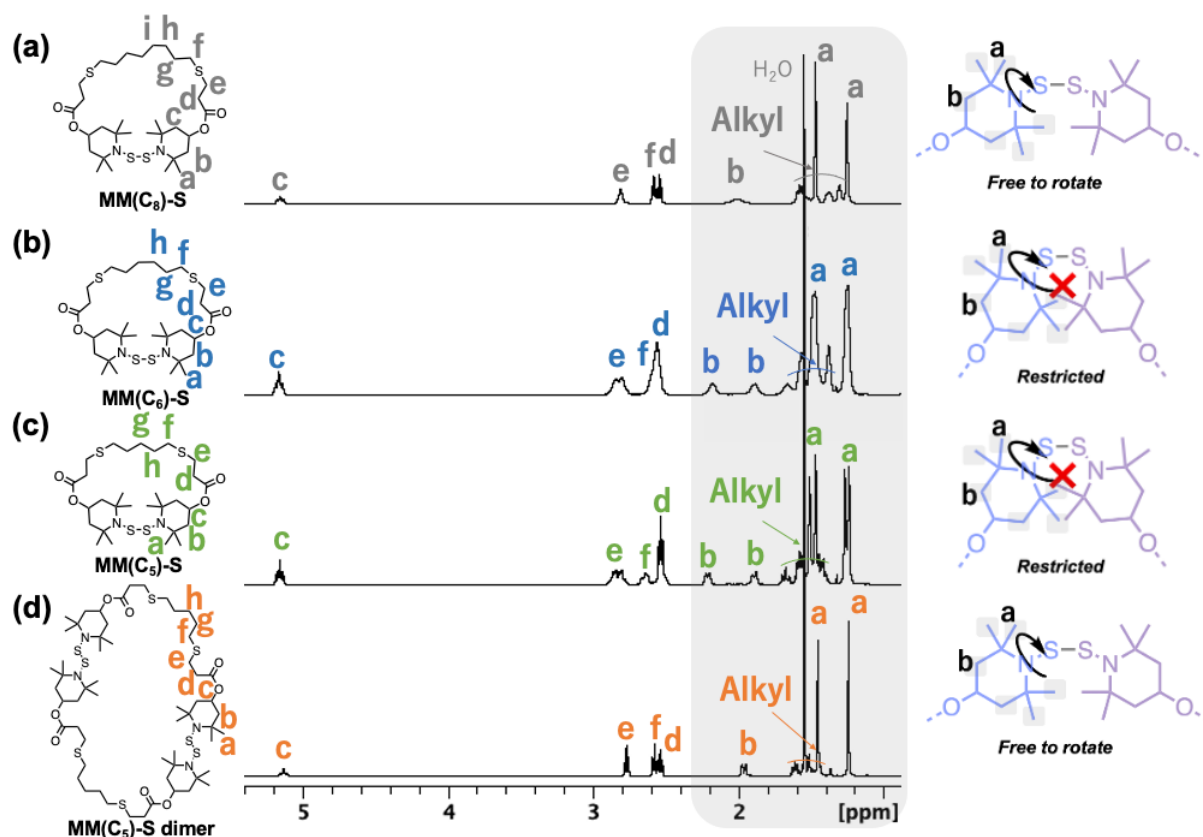 (a)
i h
f
g
S
S
e
d
c
O
O
O
O
N S-S N
b
a
MM(C8)-S
c
e
f d
b
Alkyl
H2O
a
a
a
b
N
S
S
N
O
O
Free to rotate
(b)
h
f
g
S
S
e
d
c
O
O
O
O
N S-S N
b
a
MM(C6)-S
c
e
f
d
b
b
Alkyl
a
a
a
b
S
S
N
N
O
O
Restricted
(c)
g
f
h
S
S
e
d
O
O
O
O
c
N S-S N
a
b
MM(C5)-S
c
e
f
d
b
b
Alkyl
a
a
a
b
S
S
N
N
O
O
Restricted
(d)
O
O
S
h
g
f
S
e
d
c
O
O
N
S
S
N
b
a
O
O
S
N
S
S
N
S
O
O
MM(C5)-S dimer
c
e
f
d
b
Alkyl
a
a
a
b
N
S
S
N
O
O
Free to rotate
5
4
3
2
[ppm]